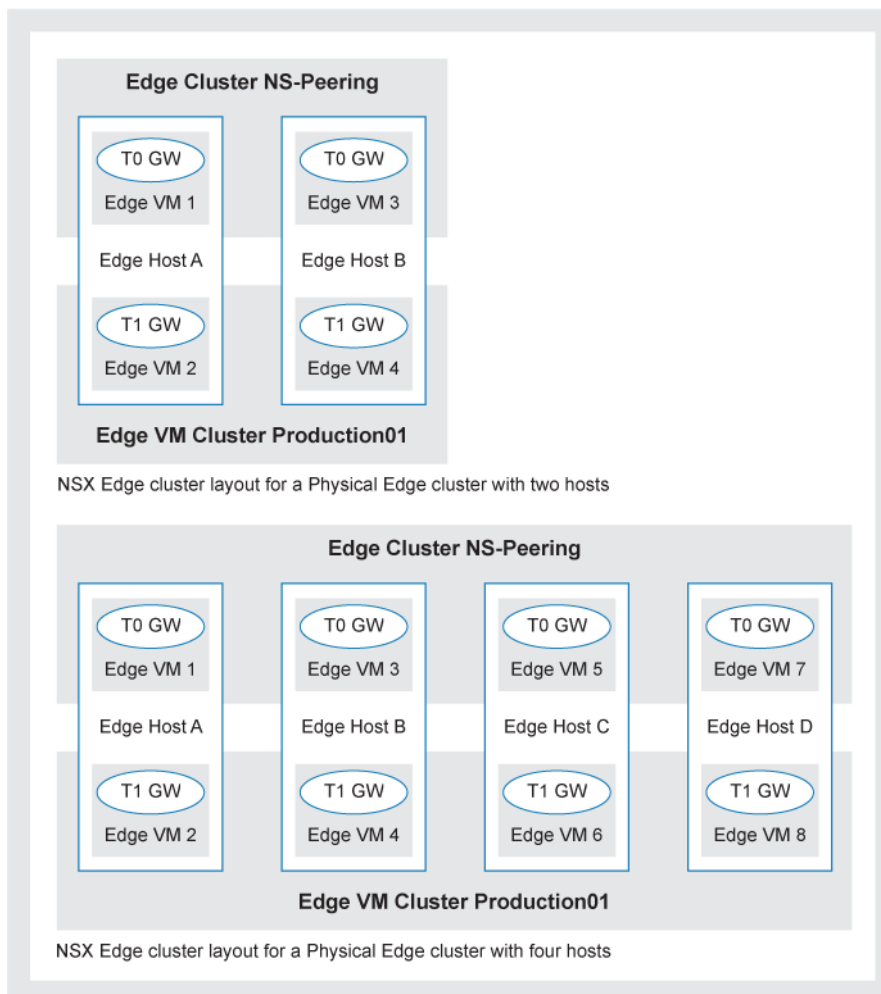 Edge Cluster NS-Peering
T0 GW
Edge VM 1
T0 GW
Edge VM 3
Edge Host A
Edge Host B
T1 GW
Edge VM 2
T1 GW
Edge VM 4
Edge VM Cluster Production01
NSX Edge cluster layout for a Physical Edge cluster with two hosts
Edge Cluster NS-Peering
T0 GW
Edge VM 1
T0 GW
Edge VM 3
T0 GW
Edge VM 5
T0 GW
Edge VM 7
Edge Host A
Edge Host B
Edge Host C
Edge Host D
T1 GW
Edge VM 2
T1 GW
Edge VM 4
T1 GW
Edge VM 6
T1 GW
Edge VM 8
Edge VM Cluster Production01
NSX Edge cluster layout for a Physical Edge cluster with four hosts